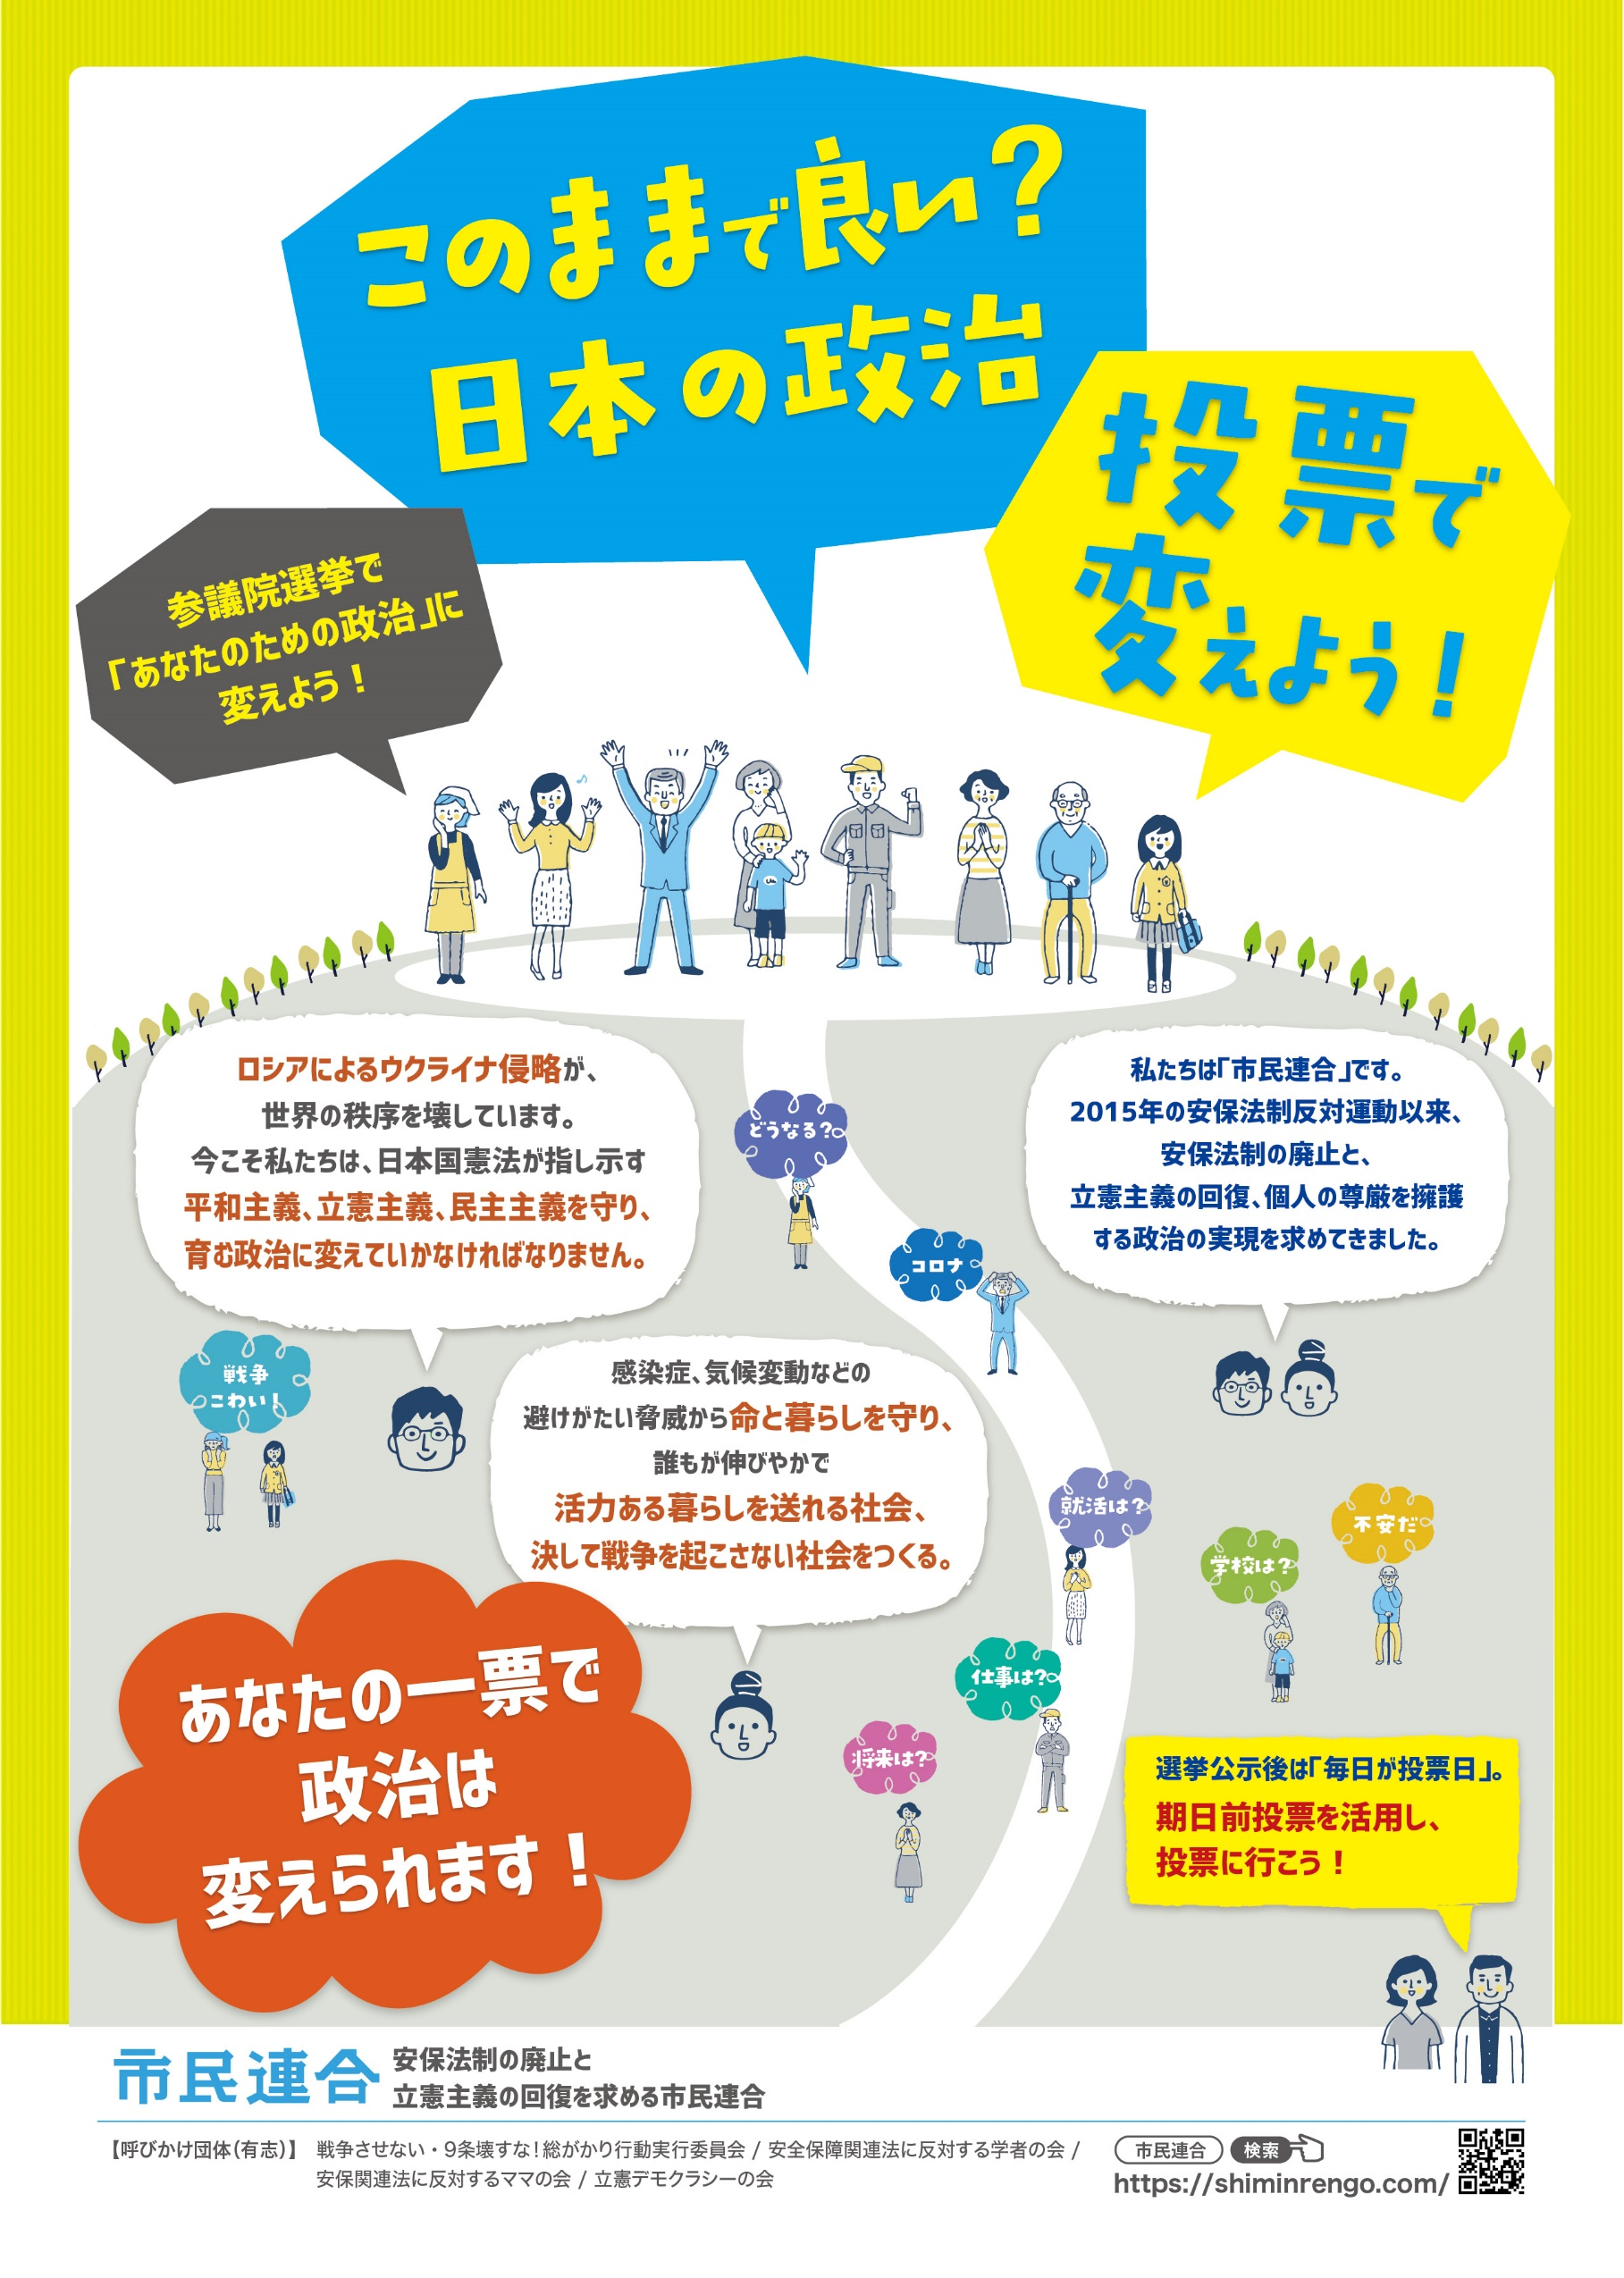 このままで良い?
日本の政治
投票で
変えよう!
参議院選挙で
「あなたのための政治」に
変えよう!
ロシアによるウクライナ侵略が、
世界の秩序を壊しています。
今こそ私たちは、日本国憲法が指し示す
平和主義、立憲主義、民主主義を守り、
育む政治に変えていかなければなりません。
どうなる?
コロナ
私たちは「市民連合」です。
2015年の安保法制反対運動以来、
安保法制の廃止と、
立憲主義の回復、個人の尊厳を擁護
する政治の実現を求めてきました。
戦争
こわい!
感染症、気候変動などの
避けがたい脅威から命と暮らしを守り、
誰もが伸びやかで
活力ある暮らしを送れる社会、
決して戦争を起こさない社会をつくる。
就活は?
不安だ
学校は?
仕事は?
将来は?
あなたの一票で
政治は
変えられます!
選挙公示後は「毎日が投票日」。
期日前投票を活用し、
投票に行こう!
市民連合
安保法制の廃止と
立憲主義の回復を求める市民連合
【呼びかけ団体(有志)】 戦争させない・9条壊すな!総がかり行動実行委員会 / 安全保障関連法に反対する学者の会 /
安保関連法に反対するママの会 / 立憲デモクラシーの会
市民連合 検索
https://shiminrengo.com/